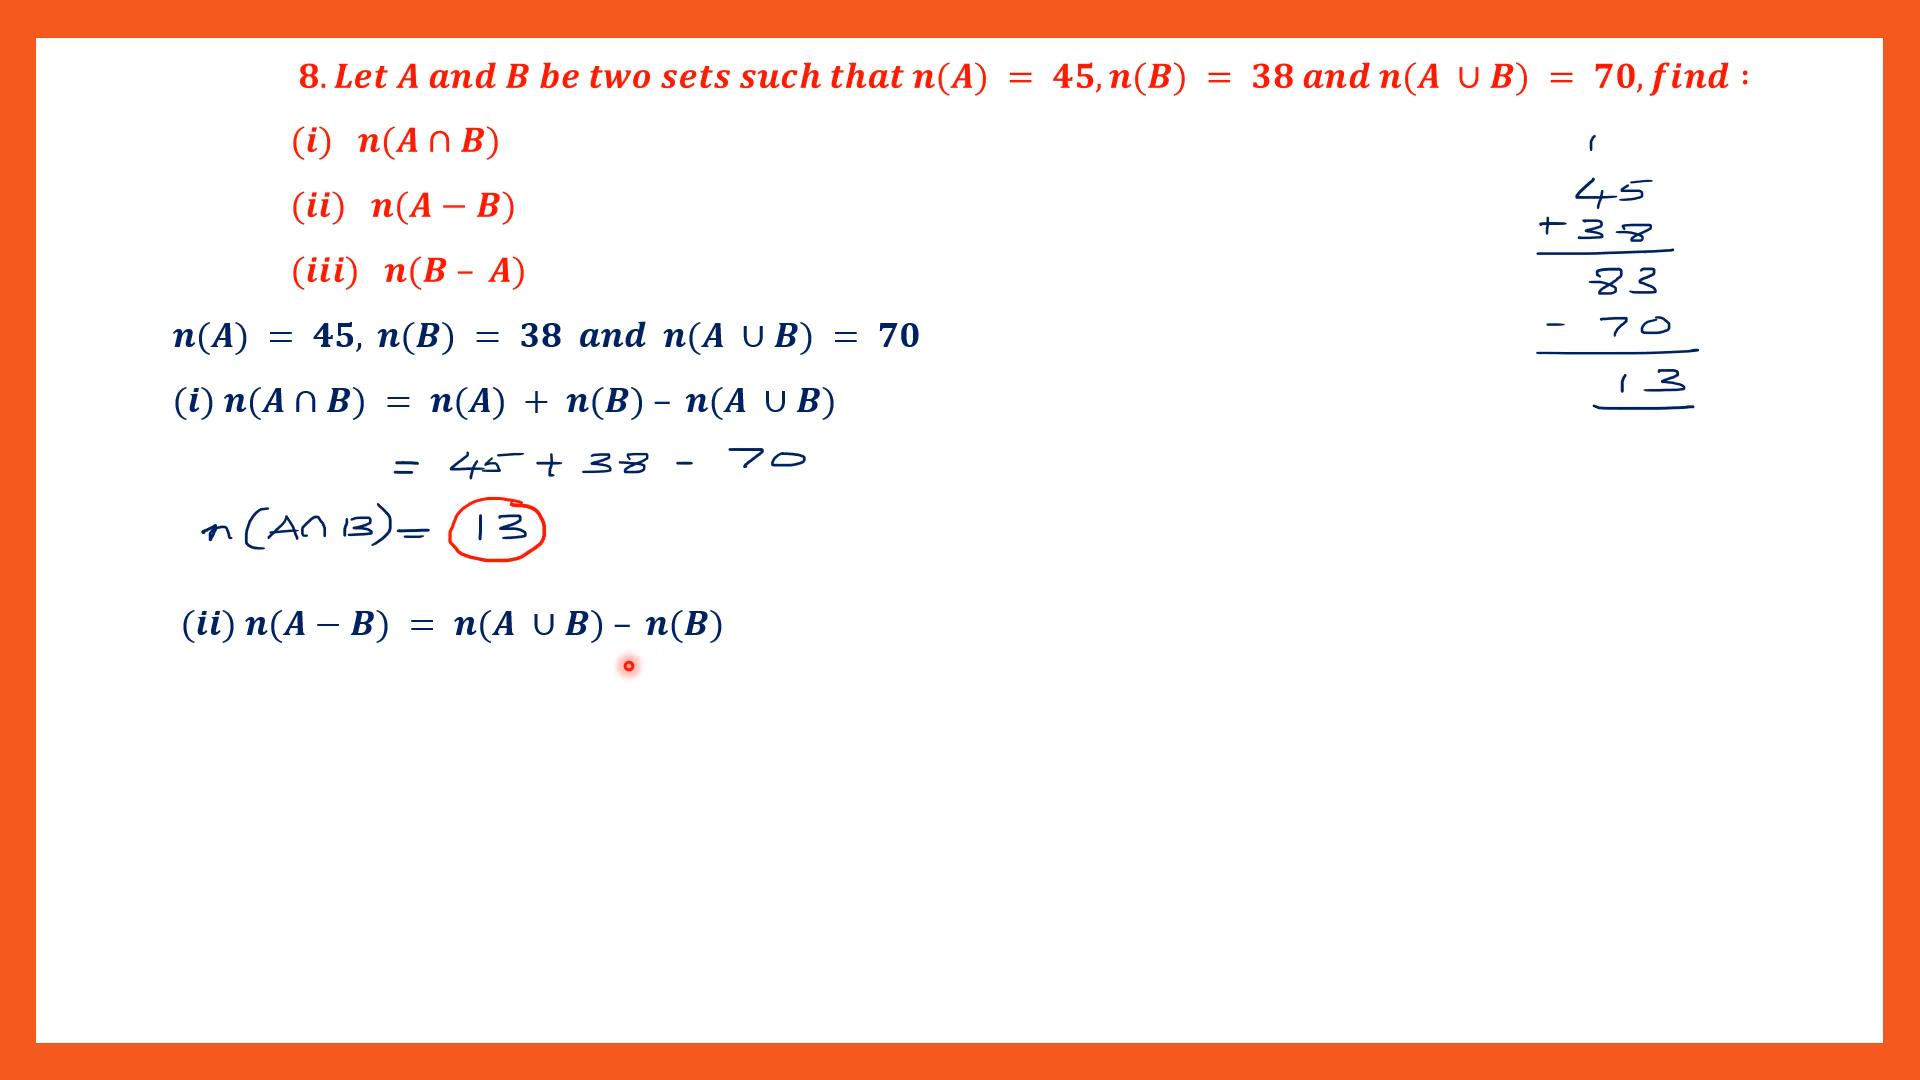 8. Let A and B be two sets such that n(A) = 45, n(B) = 38 and n(A ∪ B) = 70, find :
(i) n(A ∩ B)
(ii) n(A − B)
(iii) n(B – A)
n(A) = 45, n(B) = 38 and n(A ∪ B) = 70
(i) n(A ∩ B) = n(A) + n(B) – n(A ∪ B)
= 45 + 38 - 70
n(A∩B) = 13
(ii) n(A − B) = n(A ∪ B) – n(B)
1
45
+ 38
83
- 70
13